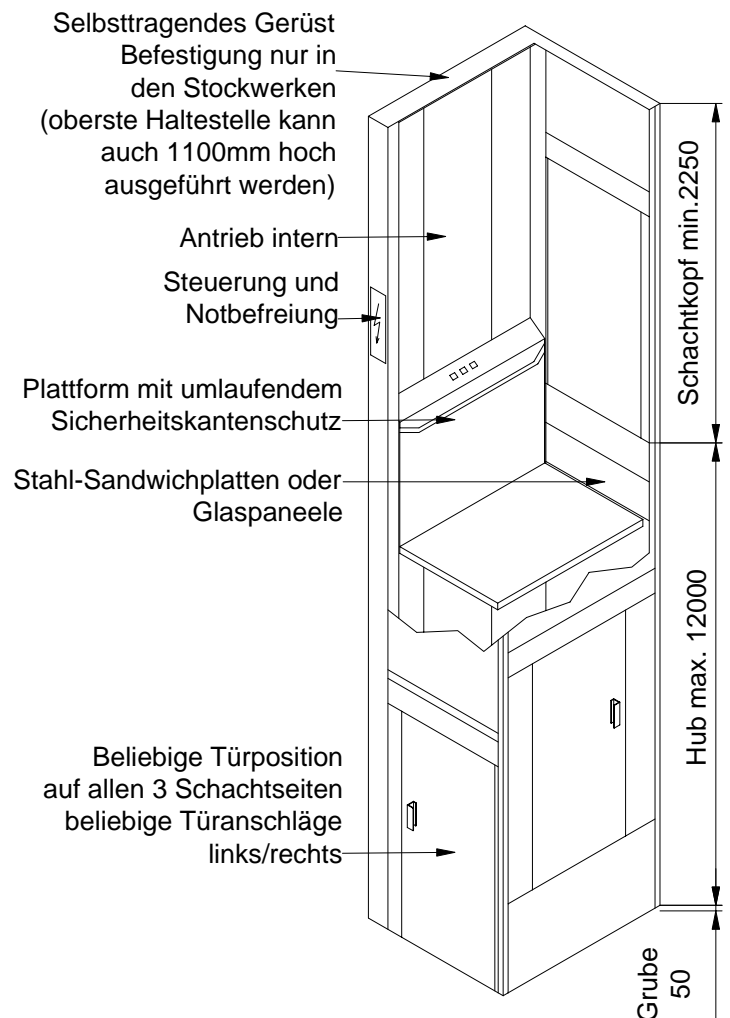 Selbsttragendes Gerüst
Befestigung nur in
den Stockwerken
(oberste Haltestelle kann
auch 1100mm hoch
ausgeführt werden)
Antrieb intern
Steuerung und
Notbefreiung
Plattform mit umlaufendem
Sicherheitskantenschutz
Stahl-Sandwichplatten oder
Glaspaneele
Beliebige Türposition
auf allen 3 Schachtseiten
beliebige Türanschläge
links/rechts
Schachtkopf min.2250
Hub max. 12000
Grube
50